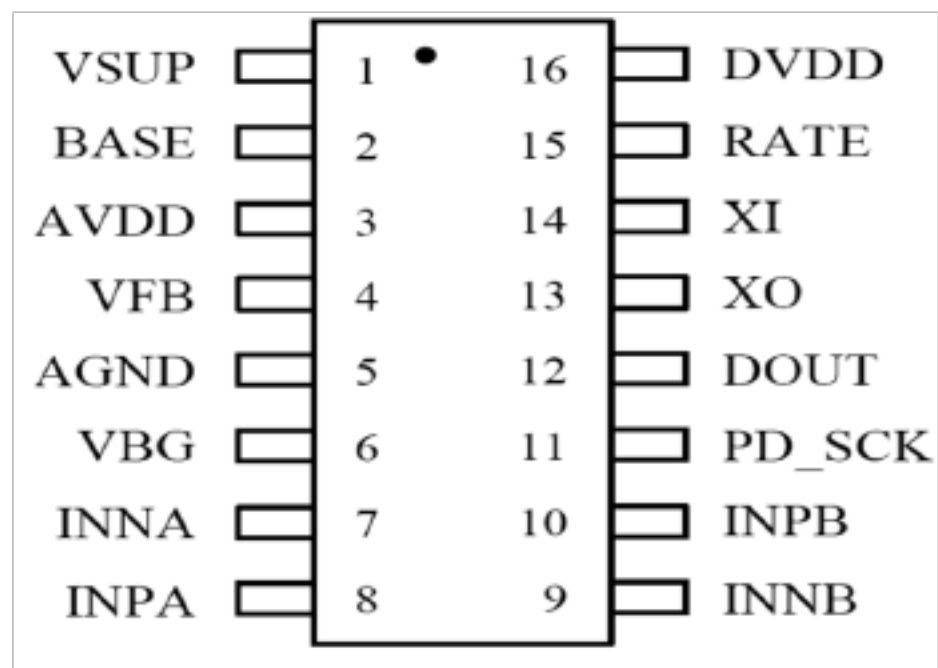 VSUP 1 16 DVDD
BASE 2 15 RATE
AVDD 3 14 XI
VFB 4 13 XO
AGND 5 12 DOUT
VBG 6 11 PD_SCK
INNA 7 10 INPB
INPA 8 9 INNB